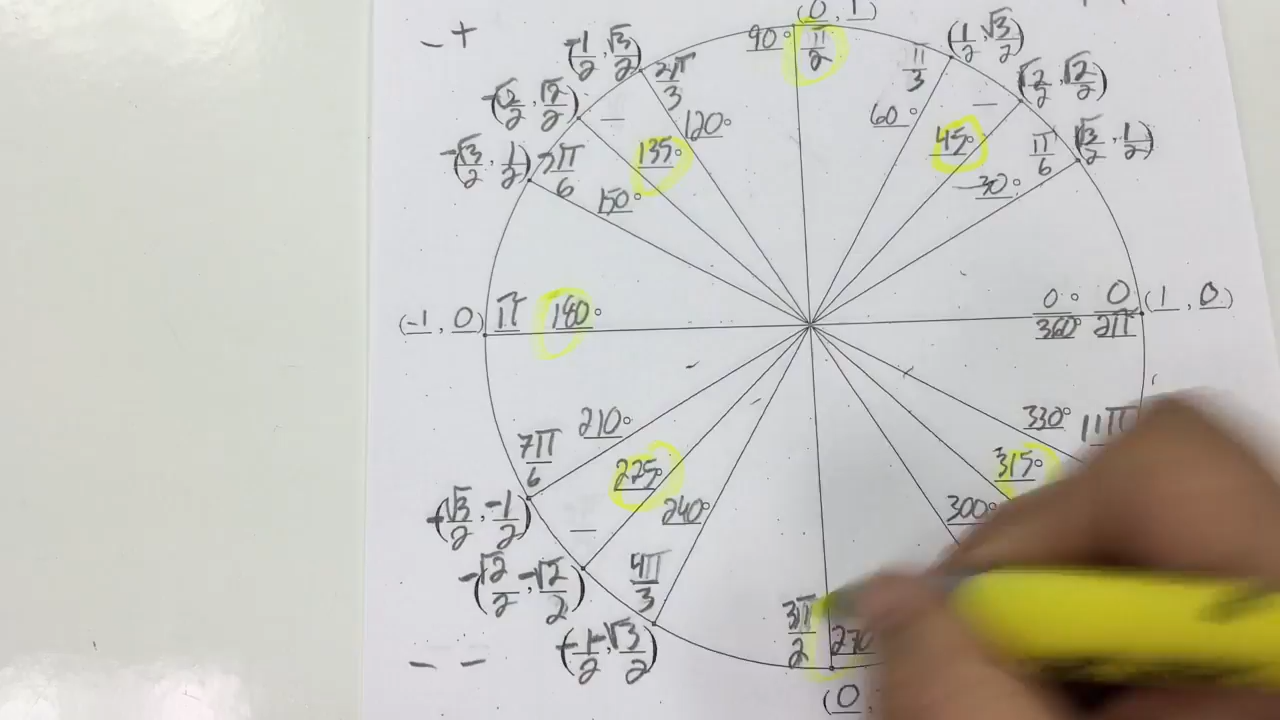 - +
(0, 1)
90° π/2
(-1/2, √3/2)
2π/3
120°
π/3
60°
(1/2, √3/2)
-(√2/2, √2/2)
135°
45°
(√2/2, √2/2)
-(√3/2, 1/2)
150°
π/6
30°
(√3/2, 1/2)
(-1, 0) π 180°
0° 0 (1, 0)
360° 2π
7π/6
210°
330° 11π
225°
315°
-(√3/2, -1/2)
240°
300°
-(√2/2, -√2/2)
4π/3
3π/2 270
(-1/2, -√3/2)
- -
(0,